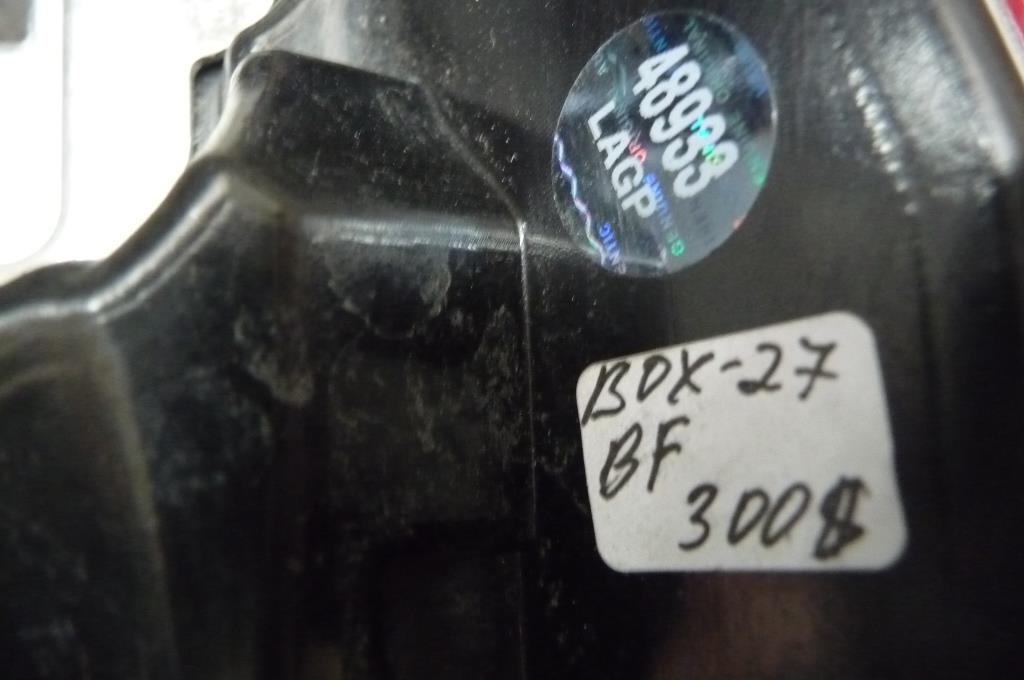 48933
LAGP
BOX-27
BF
300$